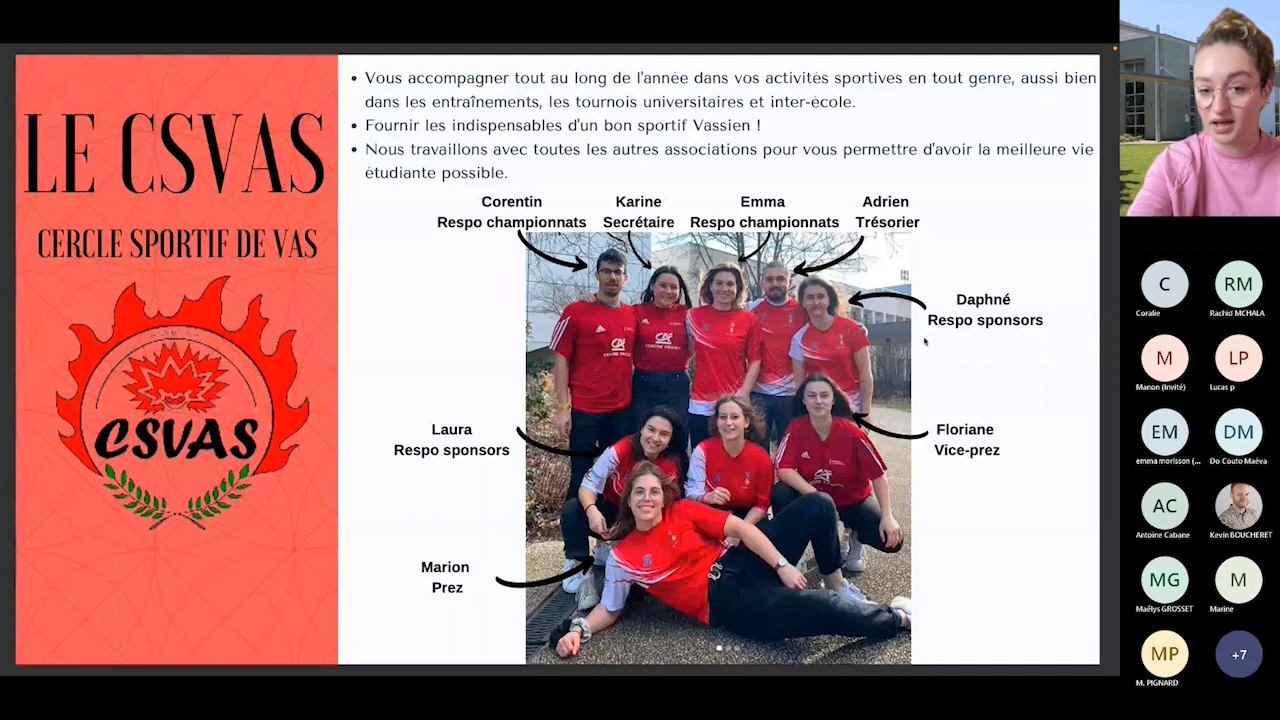 LE CSVAS
CERCLE SPORTIF DE VAS
CSVAS
• Vous accompagner tout au long de l'année dans vos activités sportives en tout genre, aussi bien
dans les entraînements, les tournois universitaires et inter-école.
• Fournir les indispensables d'un bon sportif Vassien !
• Nous travaillons avec toutes les autres associations pour vous permettre d'avoir la meilleure vie
étudiante possible.
Corentin
Respo championnats
Karine
Secrétaire
Emma
Respo championnats
Adrien
Trésorier
Daphné
Respo sponsors
Laura
Respo sponsors
Floriane
Vice-prez
Marion
Prez
C
Coralie
RM
Rachid MCHALA
M
Manon (Invité)
LP
Lucas p
EM
emma morisson (...
DM
Do Couto Maéva
AC
Antoine Cabane
Kevin BOUCHERET
MG
Maëlys GROSSET
M
Marine
MP
M. PIGNARD
+7